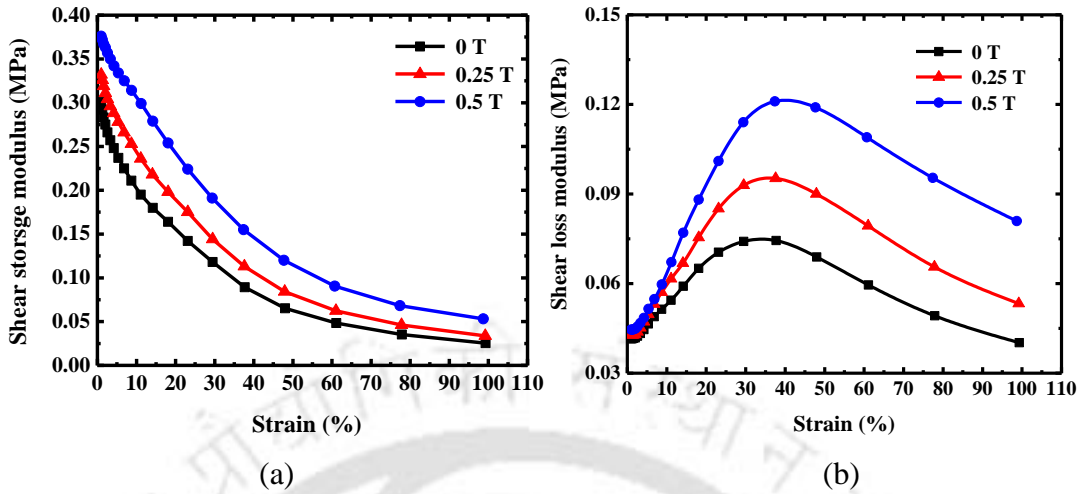 0.40
0.35
0.30
0.25
0.20
0.15
0.10
0.05
0.00
Shear storsge modulus (MPa)
0 T
0.25 T
0.5 T
0 10 20 30 40 50 60 70 80 90 100 110
Strain (%)
(a)
0.15
0.12
0.09
0.06
0.03
Shear loss modulus (MPa)
0 T
0.25 T
0.5 T
0 10 20 30 40 50 60 70 80 90 100 110
Strain (%)
(b)